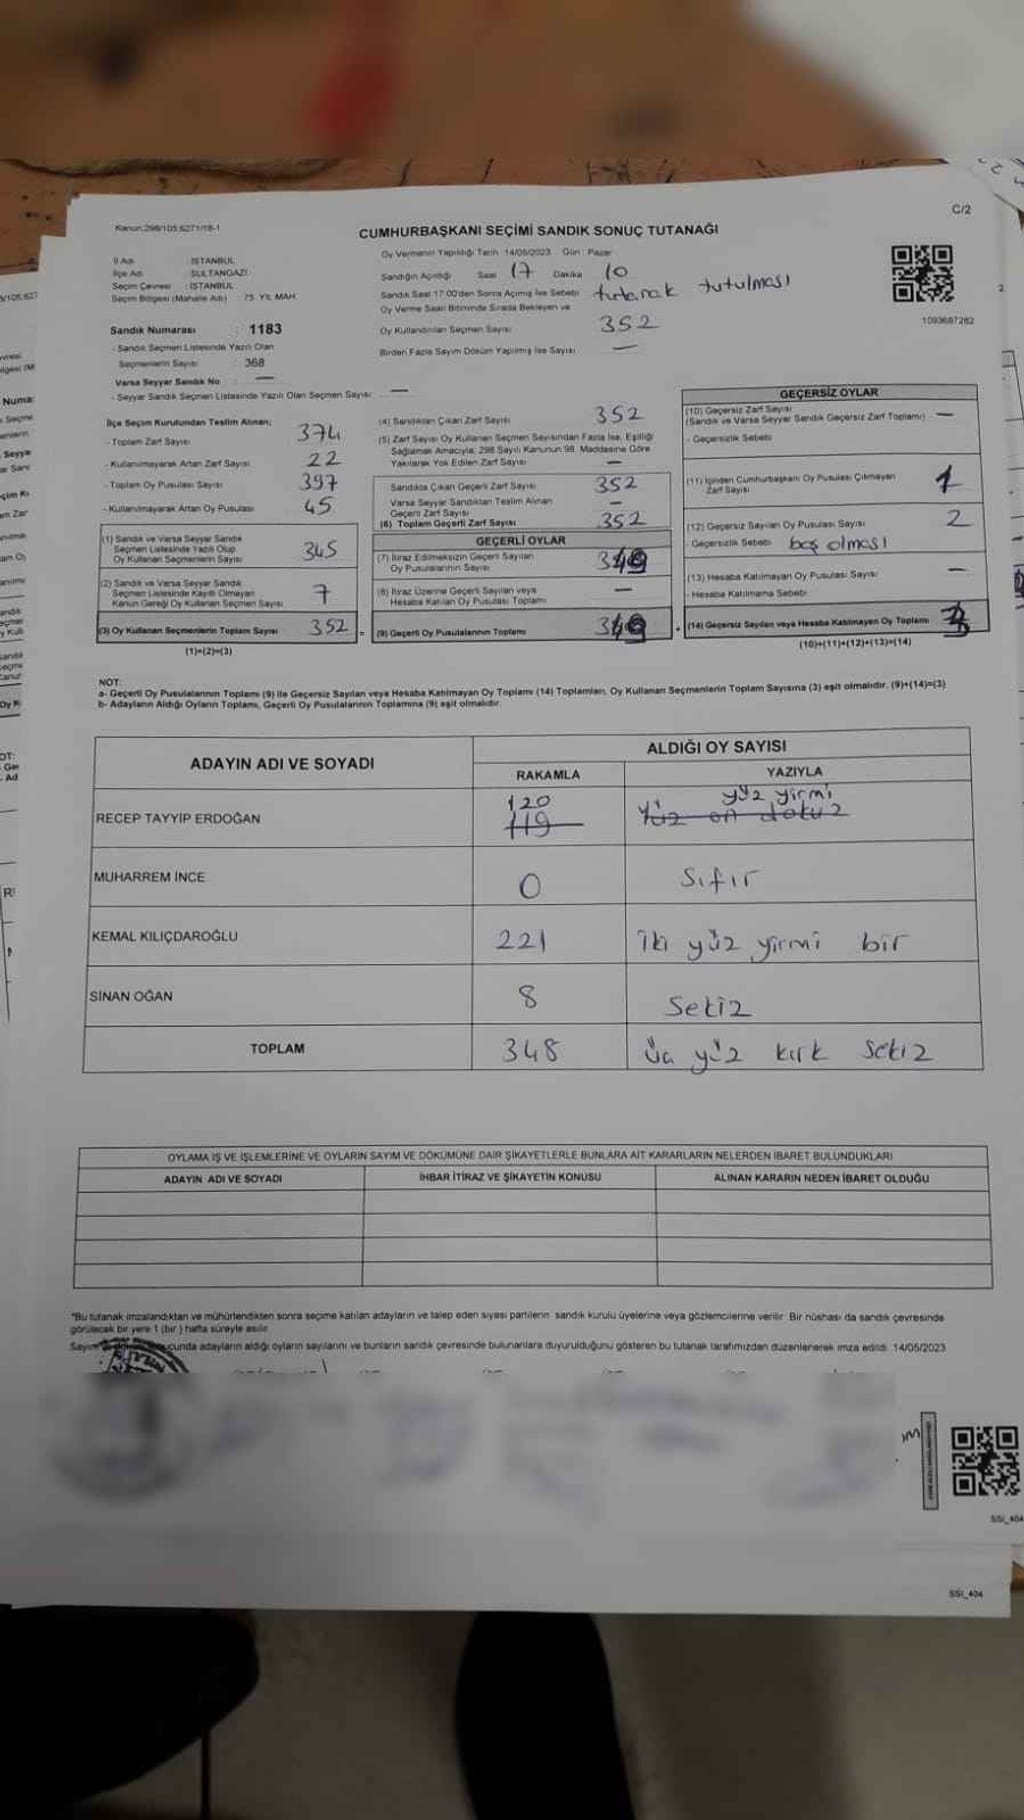 C/2
Kanun:298/105;6271/18-1
CUMHURBAŞKANI SEÇİMİ SANDIK SONUÇ TUTANAĞI
İl Adı : İSTANBUL
İlçe Adı : SULTANGAZİ
Seçim Çevresi : İSTANBUL
Seçim Bölgesi (Mahalle Adı) : 75. YIL MAH.
Oy Vermenin Yapıldığı Tarih : 14/05/2023 Gün : Pazar
Sandığın Açıldığı Saat 17 Dakika 10
Sandık Saat 17:00'den Sonra Açılmış İse Sebebi tutanak tutulması
Oy Verme Saati Bitiminde Sırada Bekleyen ve
Oy Kullandırılan Seçmen Sayısı 352
Birden Fazla Sayım Döküm Yapılmış İse Sayısı —
1093687262
Sandık Numarası : 1183
- Sandık Seçmen Listesinde Yazılı Olan
Seçmenlerin Sayısı : 368
Varsa Seyyar Sandık No : —
- Seyyar Sandık Seçmen Listesinde Yazılı Olan Seçmen Sayısı: —
İlçe Seçim Kurulundan Teslim Alınan;
- Toplam Zarf Sayısı 374
- Kullanılmayarak Artan Zarf Sayısı 22
- Toplam Oy Pusulası Sayısı 397
- Kullanılmayarak Artan Oy Pusulası 45
(1) Sandık ve Varsa Seyyar Sandık
Seçmen Listesinde Yazılı Olup
Oy Kullanan Seçmenlerin Sayısı 345
(2) Sandık ve Varsa Seyyar Sandık
Seçmen Listesinde Kayıtlı Olmayan
Kanun Gereği Oy Kullanan Seçmen Sayısı 7
(3) Oy Kullanan Seçmenlerin Toplam Sayısı 352 =
(1)+(2)=(3)
(4) Sandıktan Çıkan Zarf Sayısı 352
(5) Zarf Sayısı Oy Kullanan Seçmen Sayısından Fazla İse, Eşitliği
Sağlamak Amacıyla; 298 Sayılı Kanunun 98. Maddesine Göre
Yakılarak Yok Edilen Zarf Sayısı —
Sandıkta Çıkan Geçerli Zarf Sayısı 352
Varsa Seyyar Sandıktan Teslim Alınan
Geçerli Zarf Sayısı —
(6) Toplam Geçerli Zarf Sayısı 352
GEÇERLİ OYLAR
(7) İtiraz Edilmeksizin Geçerli Sayılan
Oy Pusulalarının Sayısı
(8) İtiraz Üzerine Geçerli Sayılan veya
Hesaba Katılan Oy Pusulası Toplamı —
(9) Geçerli Oy Pusulalarının Toplamı +
GEÇERSİZ OYLAR
(10) Geçersiz Zarf Sayısı
(Sandık ve Varsa Seyyar Sandık Geçersiz Zarf Toplamı) —
- Geçersizlik Sebebi
(11) İçinden Cumhurbaşkanı Oy Pusulası Çıkmayan
Zarf Sayısı 1
(12) Geçersiz Sayılan Oy Pusulası Sayısı 2
- Geçersizlik Sebebi boş olması
(13) Hesaba Katılmayan Oy Pusulası Sayısı —
- Hesaba Katılmama Sebebi
(14) Geçersiz Sayılan veya Hesaba Katılmayan Oy Toplamı
(10)+(11)+(12)+(13)=(14)
NOT:
a- Geçerli Oy Pusulalarının Toplamı (9) ile Geçersiz Sayılan veya Hesaba Katılmayan Oy Toplamı (14) Toplamları, Oy Kullanan Seçmenlerin Toplam Sayısına (3) eşit olmalıdır. (9)+(14)=(3)
b- Adayların Aldığı Oyların Toplamı, Geçerli Oy Pusulalarının Toplamına (9) eşit olmalıdır.
ADAYIN ADI VE SOYADI
ALDIĞI OY SAYISI
RAKAMLA YAZIYLA
RECEP TAYYİP ERDOĞAN 120 yüz yirmi
119 yüz on dokuz
MUHARREM İNCE 0 sıfır
KEMAL KILIÇDAROĞLU 221 iki yüz yirmi bir
SİNAN OĞAN 8 sekiz
TOPLAM 348 üç yüz kırk sekiz
OYLAMA İŞ VE İŞLEMLERİNE VE OYLARIN SAYIM VE DÖKÜMÜNE DAİR ŞİKAYETLERLE BUNLARA AİT KARARLARIN NELERDEN İBARET BULUNDUKLARI
ADAYIN ADI VE SOYADI İHBAR İTİRAZ VE ŞİKAYETİN KONUSU ALINAN KARARIN NEDEN İBARET OLDUĞU
*Bu tutanak imzalandıktan ve mühürlendikten sonra seçime katılan adayların ve talep eden siyasi partilerin sandık kurulu üyelerine veya gözlemcilerine verilir. Bir nüshası da sandık çevresinde
görülecek bir yere 1 (bir) hafta süreyle asılır.
Sayım sonucunda adayların aldığı oyların sayılarını ve bunların sandık çevresinde bulunanlara duyurulduğunu gösteren bu tutanak tarafımızdan düzenlenerek imza edildi. 14/05/2023
SSI_404
SSI_404